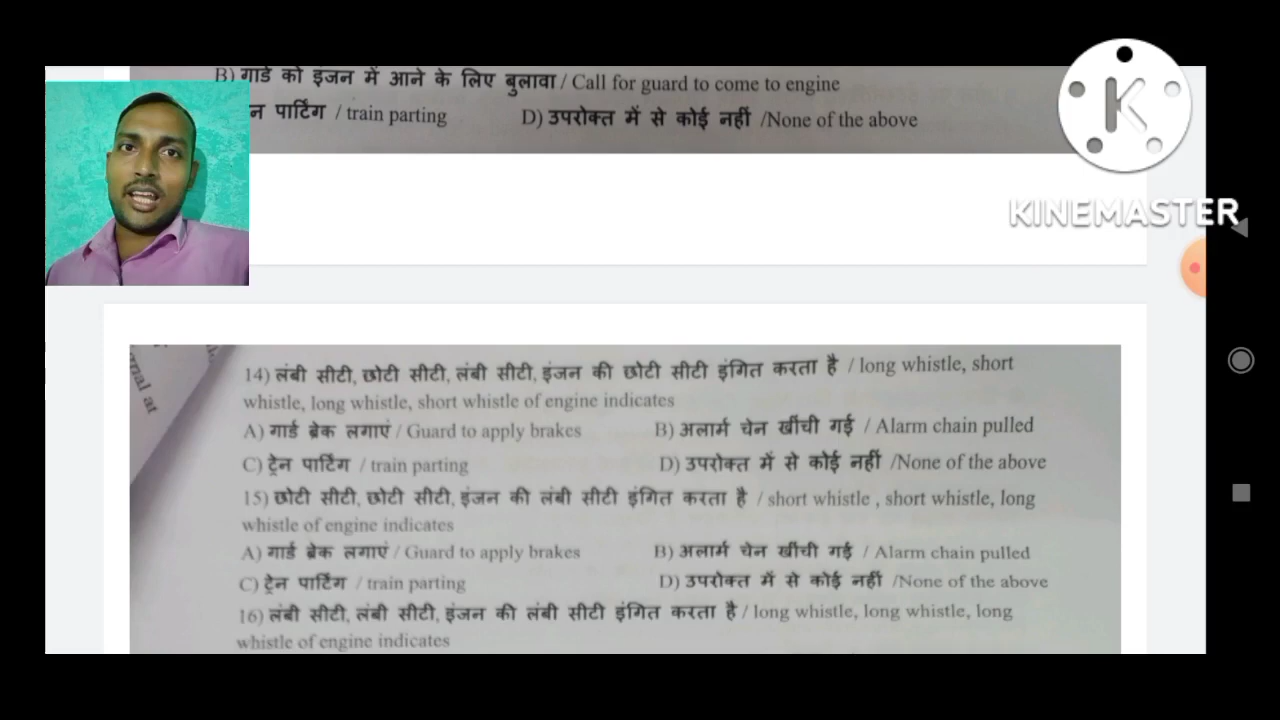 B) गार्ड को इंजन में आने के लिए बुलावा / Call for guard to come to engine
पार्टिंग / train parting D) उपरोक्त में से कोई नहीं /None of the above
KINEMASTER
14) लंबी सीटी, छोटी सीटी, लंबी सीटी, इंजन की छोटी सीटी इंगित करता है / long whistle, short
whistle, long whistle, short whistle of engine indicates
A) गार्ड ब्रेक लगाएं / Guard to apply brakes B) अलार्म चेन खींची गई / Alarm chain pulled
C) ट्रेन पार्टिंग / train parting D) उपरोक्त में से कोई नहीं /None of the above
15) छोटी सीटी, छोटी सीटी, इंजन की लंबी सीटी इंगित करता है / short whistle , short whistle, long
whistle of engine indicates
A) गार्ड ब्रेक लगाएं / Guard to apply brakes B) अलार्म चेन खींची गई / Alarm chain pulled
C) ट्रेन पार्टिंग / train parting D) उपरोक्त में से कोई नहीं /None of the above
16) लंबी सीटी, लंबी सीटी, इंजन की लंबी सीटी इंगित करता है / long whistle, long whistle, long
whistle of engine indicates